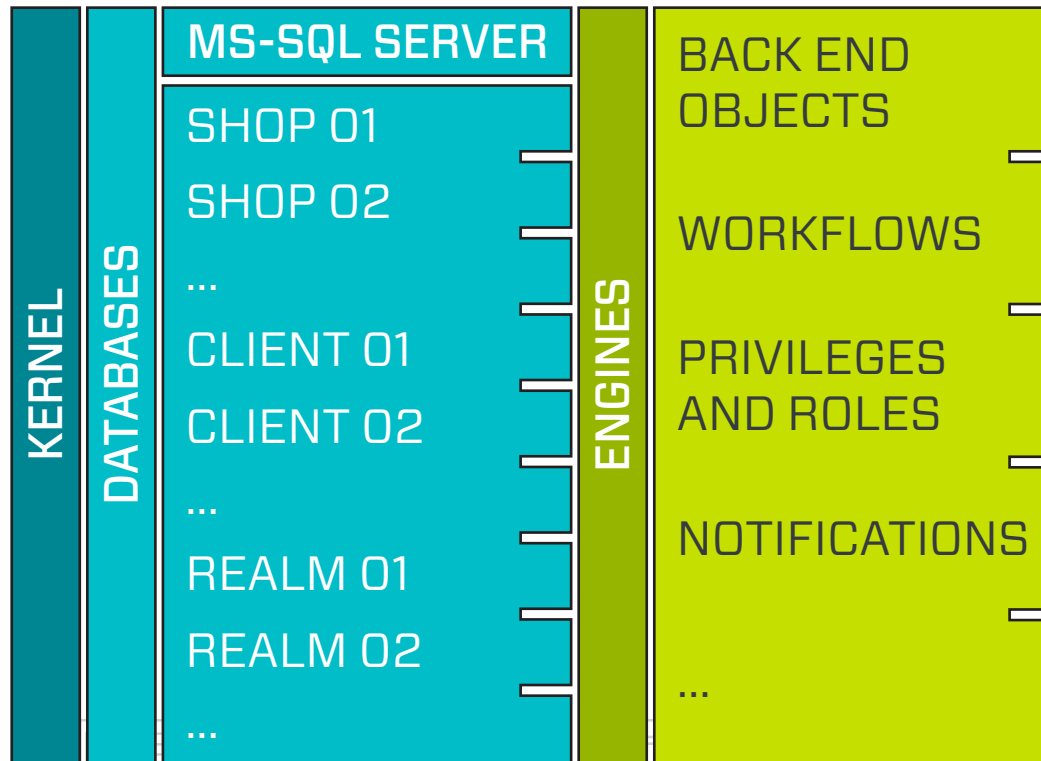 KERNEL
DATABASES
MS-SQL SERVER
SHOP 01
SHOP 02
...
CLIENT 01
CLIENT 02
...
REALM 01
REALM 02
...
ENGINES
BACK END
OBJECTS
WORKFLOWS
PRIVILEGES
AND ROLES
NOTIFICATIONS
...